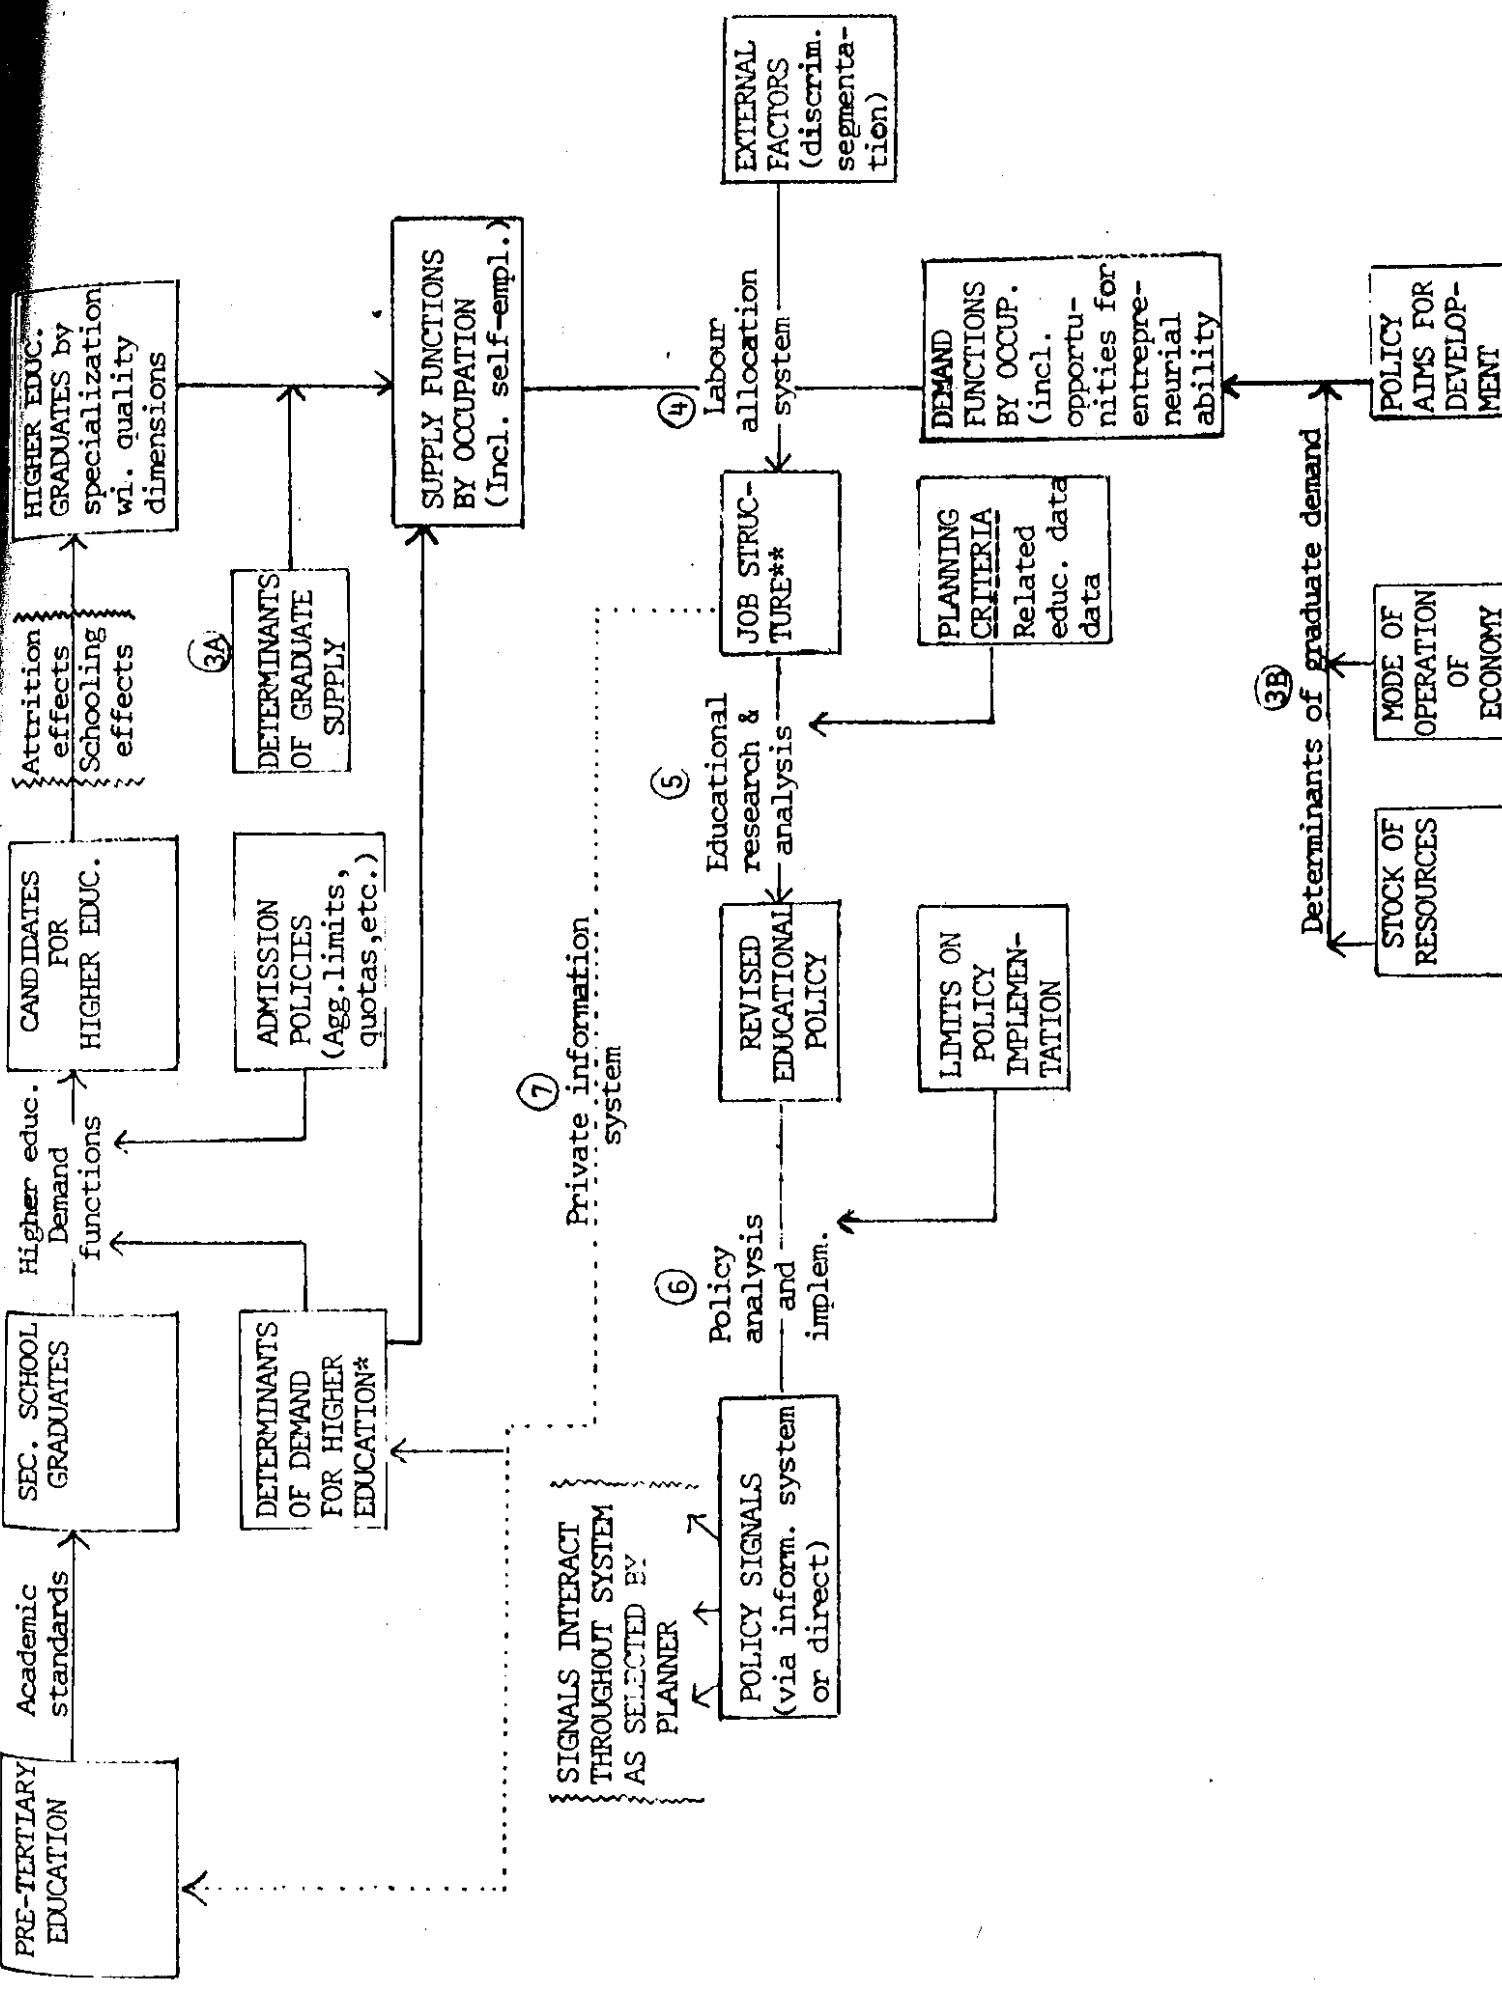 PRE-TERTIARY
EDUCATION
Academic
standards
SEC. SCHOOL
GRADUATES
Higher educ.
Demand
functions
CANDIDATES
FOR
HIGHER EDUC.
Attrition
effects
Schooling
effects
HIGHER EDUC.
GRADUATES by
specialization
wi. quality
dimensions
DETERMINANTS
OF DEMAND
FOR HIGHER
EDUCATION*
ADMISSION
POLICIES
(Agg.limits,
quotas,etc.)
3A
DETERMINANTS
OF GRADUATE
SUPPLY
SUPPLY FUNCTIONS
BY OCCUPATION
(Incl. self-empl.)
7
Private information
system
SIGNALS INTERACT
THROUGHOUT SYSTEM
AS SELECTED BY
PLANNER
POLICY SIGNALS
(via inform. system
or direct)
6
Policy
analysis
and
implem.
REVISED
EDUCATIONAL
POLICY
5
Educational
research &
analysis
JOB STRUC-
TURE**
4
Labour
allocation
system
EXTERNAL
FACTORS
(discrim.
segmenta-
tion)
LIMITS ON
POLICY
IMPLEMEN-
TATION
PLANNING
CRITERIA
Related
educ. data
data
DEMAND
FUNCTIONS
BY OCCUP.
(incl.
opportu-
nities for
entrepre-
neurial
ability
3B
Determinants of graduate demand
STOCK OF
RESOURCES
MODE OF
OPERATION
OF
ECONOMY
POLICY
AIMS FOR
DEVELOP-
MENT